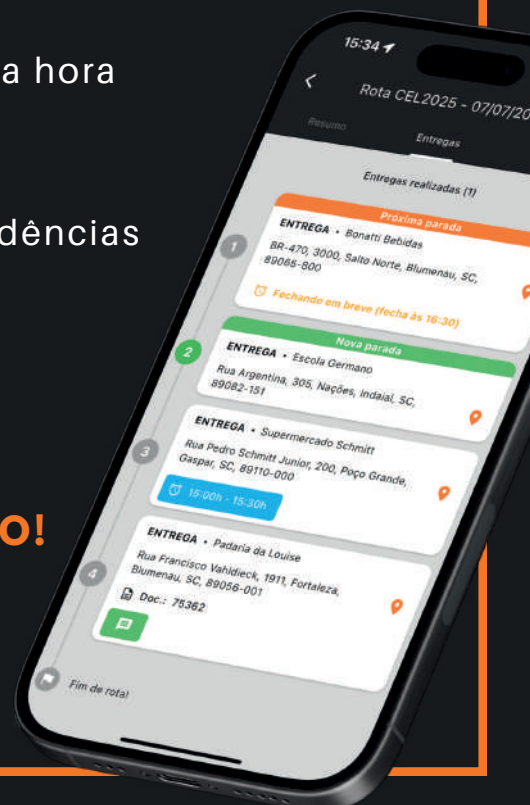 a hora
dências
O!
15:34
Rota CEL2025 - 07/07/20
Resumo
Entregas
Entregas realizadas (1)
Próxima parada
1
ENTREGA • Bonatti Bebidas
BR-470, 3000, Salto Norte, Blumenau, SC,
89065-800
Fechando em breve (fecha às 16:30)
Nova parada
2
ENTREGA • Escola Germano
Rua Argentina, 305, Nações, Indaial, SC,
89082-151
3
ENTREGA • Supermercado Schmitt
Rua Pedro Schmitt Junior, 200, Poço Grande,
Gaspar, SC, 89110-000
15:00h - 15:30h
4
ENTREGA • Padaria da Louise
Rua Francisco Vahldieck, 1911, Fortaleza,
Blumenau, SC, 89056-001
Doc.: 75362
Fim de rota!